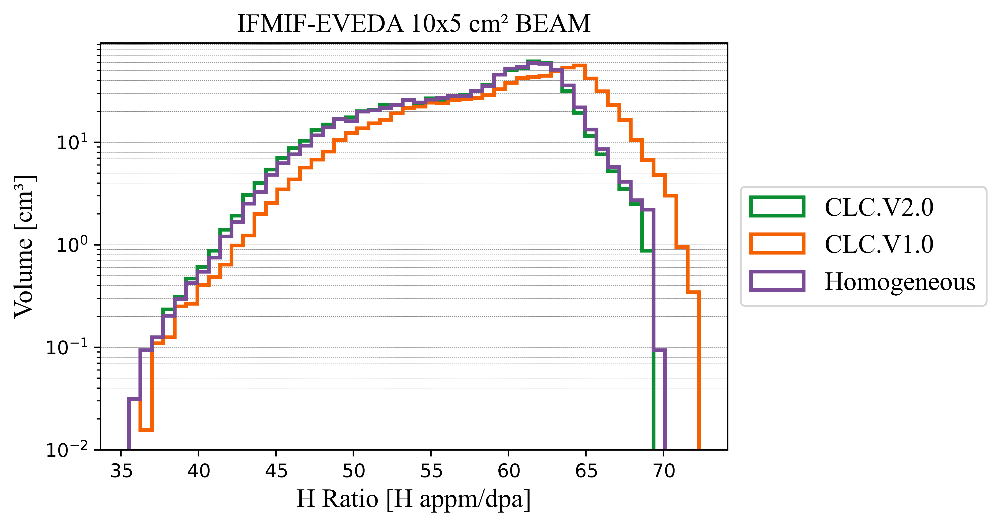 IFMIF-EVEDA 10x5 cm² BEAM
Volume [cm³]
10¹
10⁰
10⁻¹
10⁻²
35 40 45 50 55 60 65 70
H Ratio [H appm/dpa]
CLC.V2.0
CLC.V1.0
Homogeneous